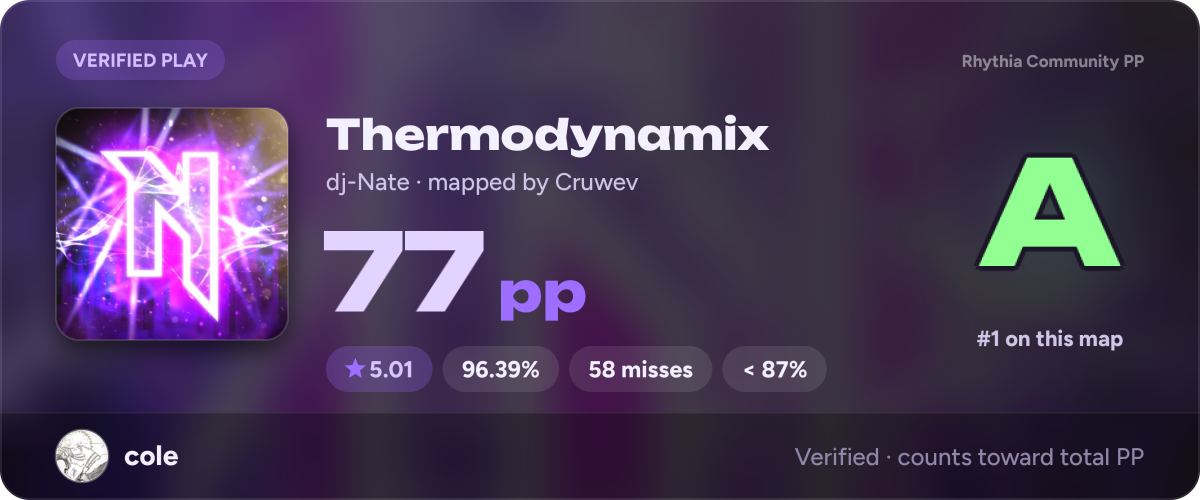 VERIFIED PLAY
Rhythia Community PP
Thermodynamix
dj-Nate · mapped by Cruwev
77 pp
★ 5.01
96.39%
58 misses
< 87%
A
#1 on this map
cole
Verified · counts toward total PP